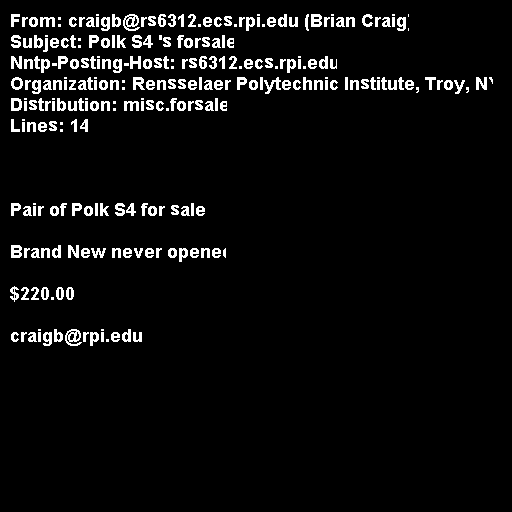 From: craigb@rs6312.ecs.rpi.edu (Brian Craig)
Subject: Polk S4 's forsale
Nntp-Posting-Host: rs6312.ecs.rpi.edu
Organization: Rensselaer Polytechnic Institute, Troy, NY
Distribution: misc.forsale
Lines: 14
Pair of Polk S4 for sale
Brand New never opened
$220.00
craigb@rpi.edu